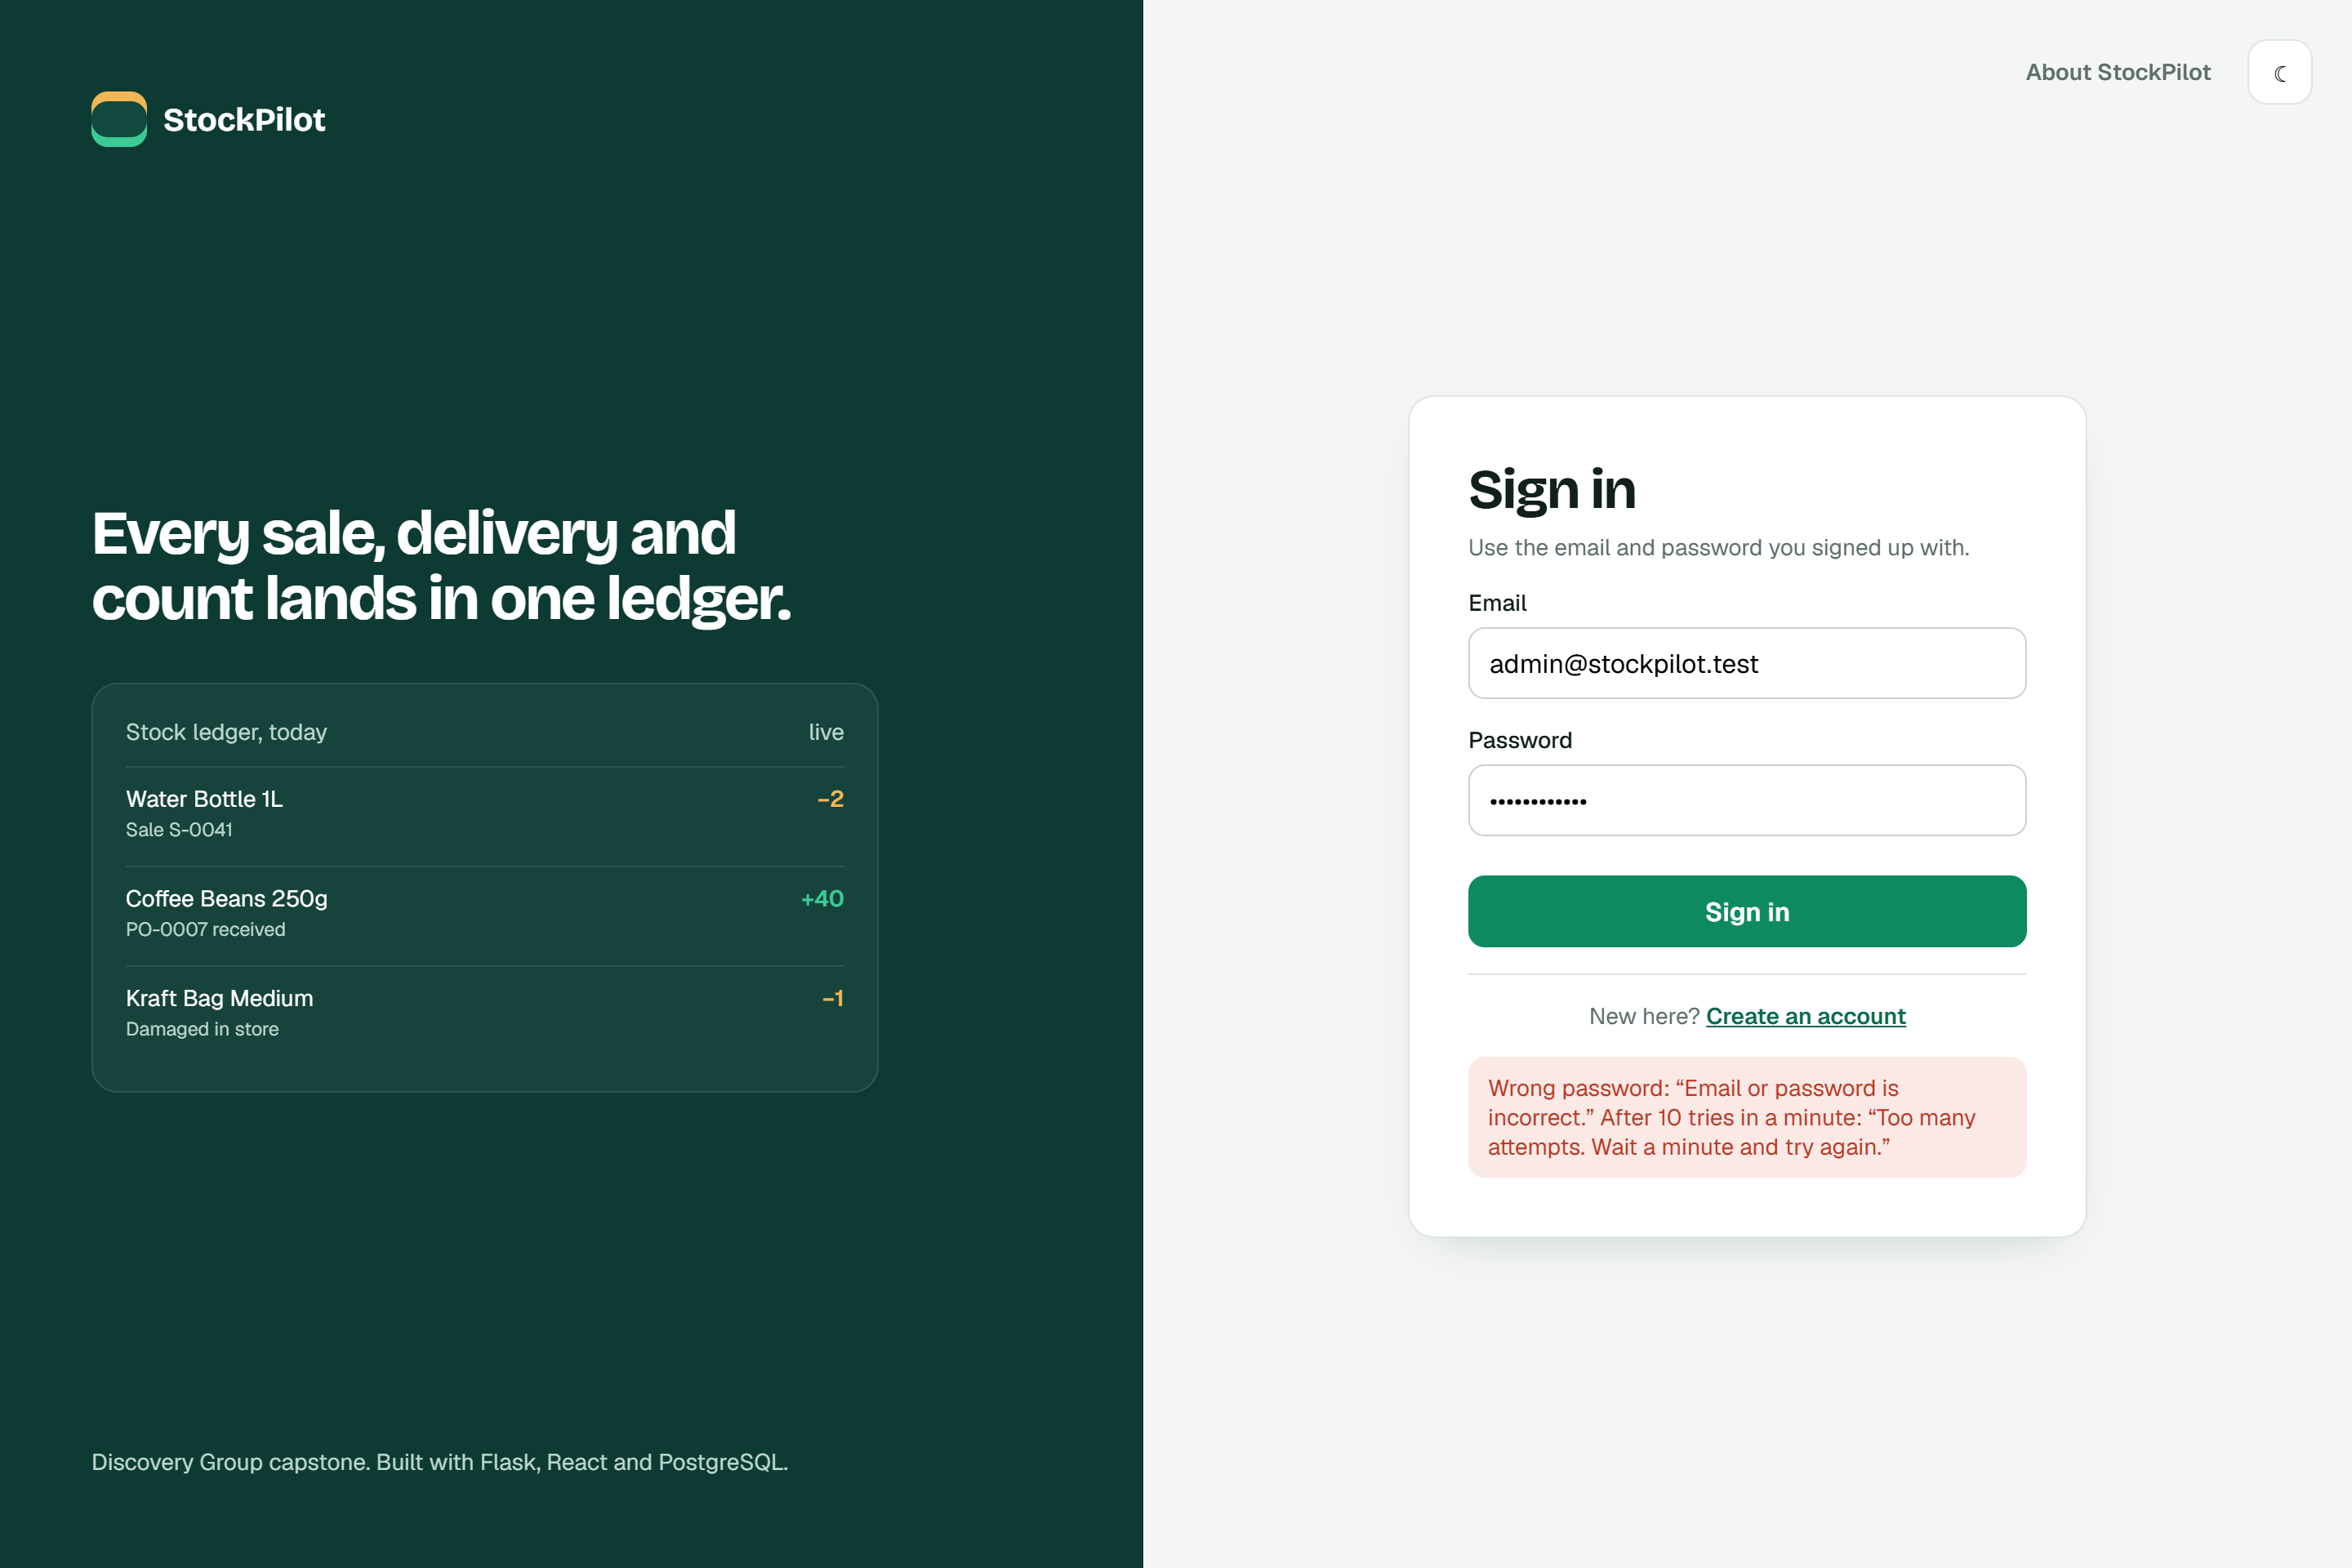 StockPilot
Every sale, delivery and
count lands in one ledger.
Stock ledger, today live
Water Bottle 1L −2
Sale S-0041
Coffee Beans 250g +40
PO-0007 received
Kraft Bag Medium −1
Damaged in store
Discovery Group capstone. Built with Flask, React and PostgreSQL.
About StockPilot
Sign in
Use the email and password you signed up with.
Email
admin@stockpilot.test
Password
••••••••••••
Sign in
New here? Create an account
Wrong password: “Email or password is
incorrect.” After 10 tries in a minute: “Too many
attempts. Wait a minute and try again.”